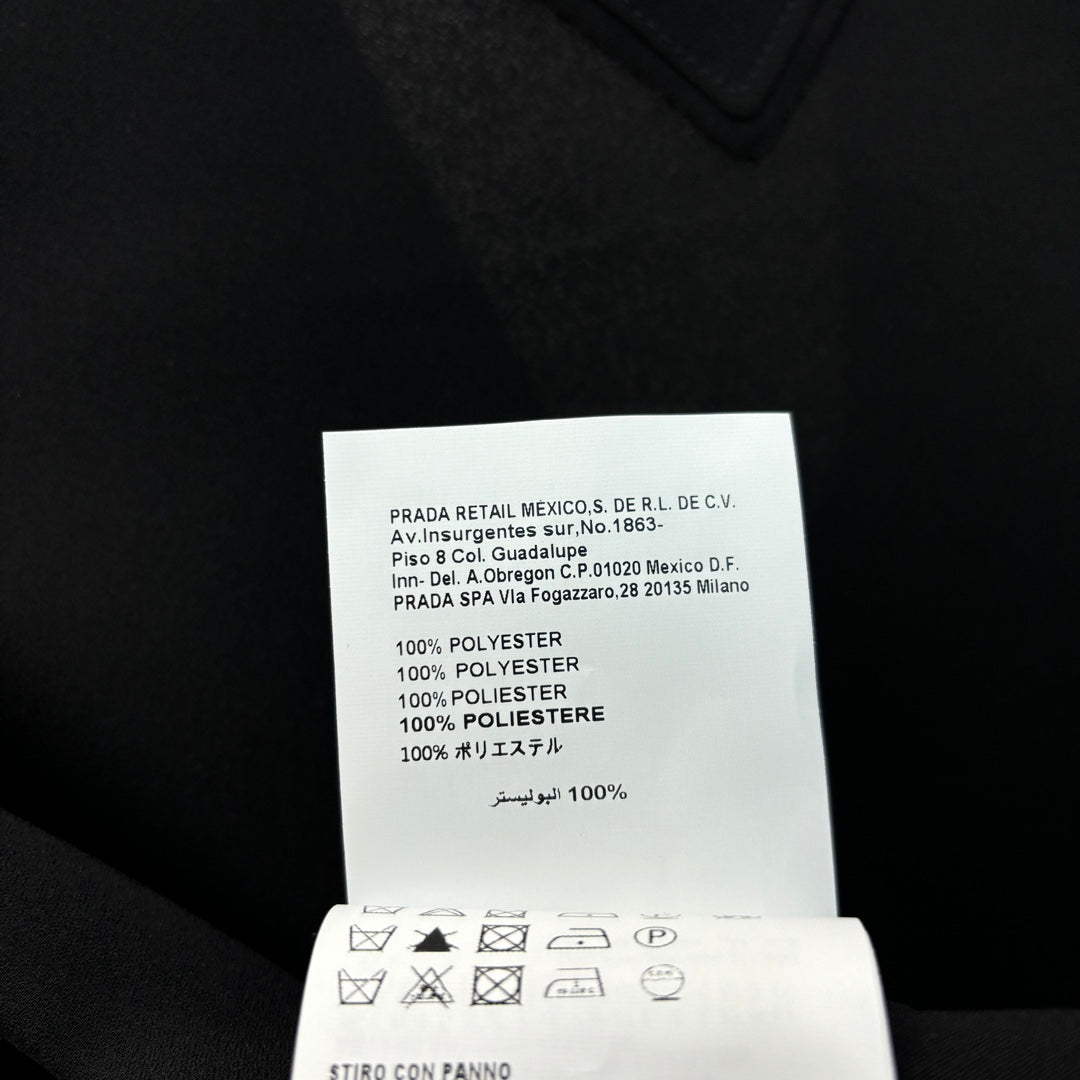 PRADA RETAIL MÉXICO,S. DE R.L. DE C.V.
Av.Insurgentes sur,No.1863-
Piso 8 Col. Guadalupe
Inn- Del. A.Obregon C.P.01020 Mexico D.F.
PRADA SPA VIa Fogazzaro,28 20135 Milano
100% POLYESTER
100% POLYESTER
100% POLIESTER
100% POLIESTERE
100% ポリエステル
100% البوليستر
P
STIRO CON PANNO